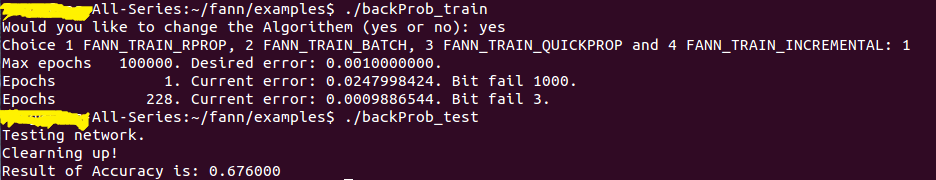 All-Series:~/fann/examples$ ./backProb_train
Would you like to change the Algorithem (yes or no): yes
Choice 1 FANN_TRAIN_RPROP, 2 FANN_TRAIN_BATCH, 3 FANN_TRAIN_QUICKPROP and 4 FANN_TRAIN_INCREMENTAL: 1
Max epochs   100000. Desired error: 0.0010000000.
Epochs            1. Current error: 0.0247998424. Bit fail 1000.
Epochs          228. Current error: 0.0009886544. Bit fail 3.
All-Series:~/fann/examples$ ./backProb_test
Testing network.
Clearning up!
Result of Accuracy is: 0.676000